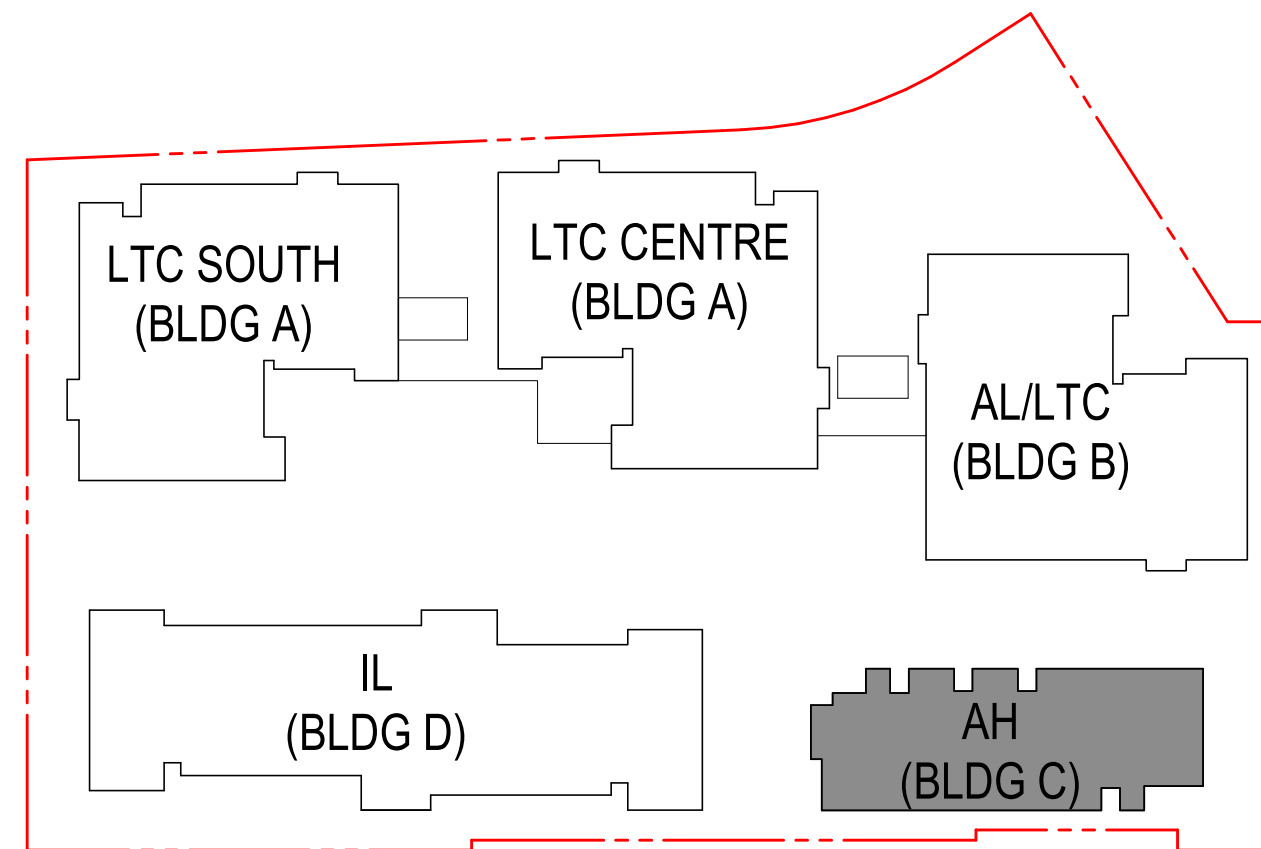 LTC SOUTH
(BLDG A)
LTC CENTRE
(BLDG A)
AL/LTC
(BLDG B)
IL
(BLDG D)
AH
(BLDG C)